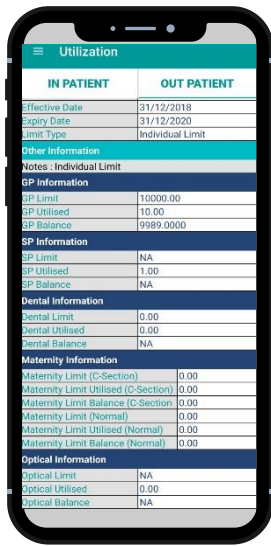 Utilization
IN PATIENT OUT PATIENT
Effective Date 31/12/2018
Expiry Date 31/12/2020
Limit Type Individual Limit
Other Information
Notes : Individual Limit
GP Information
GP Limit 10000.00
GP Utilised 10.00
GP Balance 9989.0000
SP Information
SP Limit NA
SP Utilised 1.00
SP Balance NA
Dental Information
Dental Limit 0.00
Dental Utilised 0.00
Dental Balance NA
Maternity Information
Maternity Limit (C-Section) 0.00
Maternity Limit Utilised (C-Section) 0.00
Maternity Limit Balance (C-Section 0.00
Maternity Limit (Normal) 0.00
Maternity Limit Utilised (Normal) 0.00
Maternity Limit Balance (Normal) 0.00
Optical Information
Optical Limit NA
Optical Utilised 0.00
Optical Balance NA